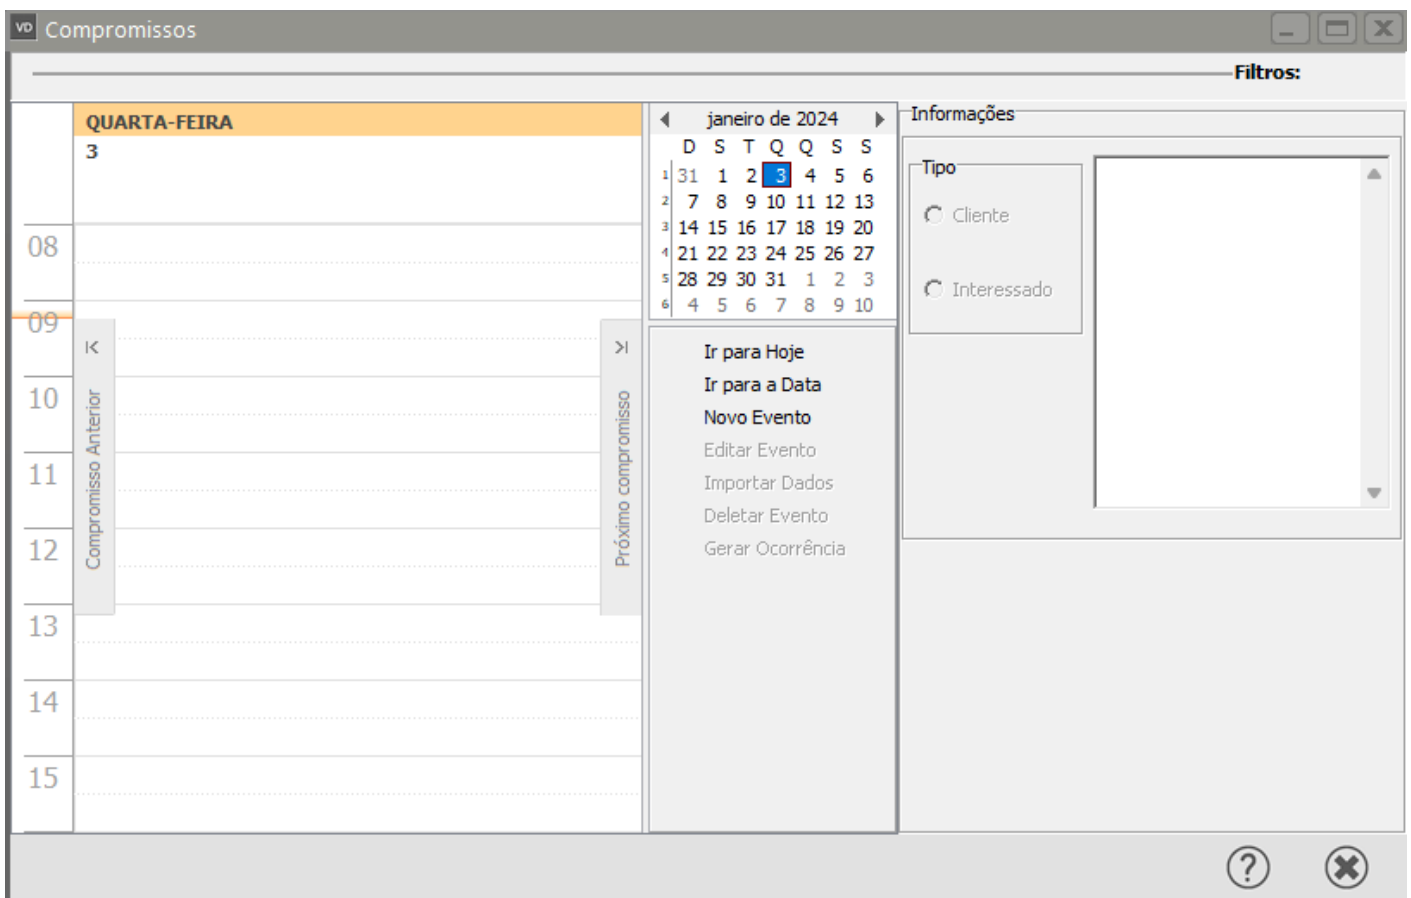 VD Compromissos
Filtros:
QUARTA-FEIRA
3
08
09
10
11
12
13
14
15
Compromisso Anterior
Próximo compromisso
janeiro de 2024
D S T Q Q S S
1 31 1 2 3 4 5 6
2 7 8 9 10 11 12 13
3 14 15 16 17 18 19 20
4 21 22 23 24 25 26 27
5 28 29 30 31 1 2 3
6 4 5 6 7 8 9 10
Ir para Hoje
Ir para a Data
Novo Evento
Editar Evento
Importar Dados
Deletar Evento
Gerar Ocorrência
Informações
Tipo
Cliente
Interessado
?